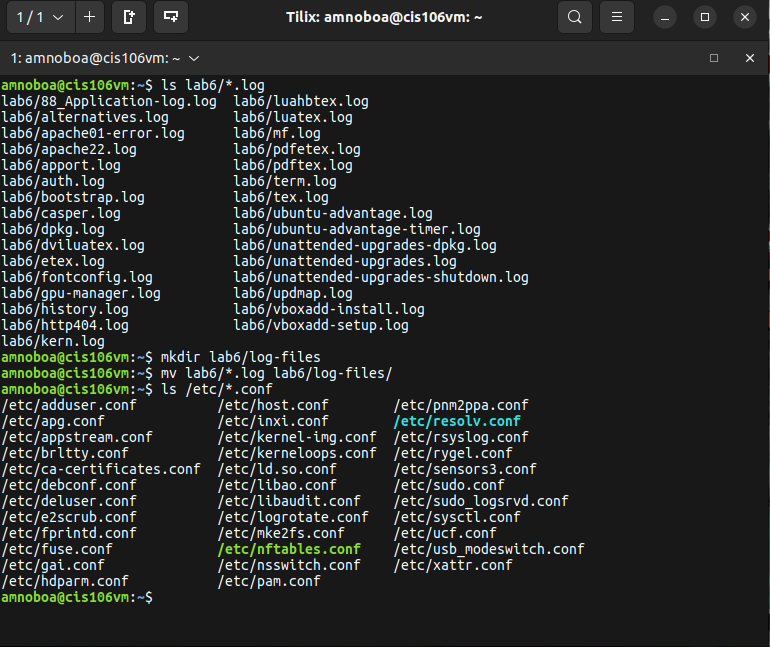 1 / 1
Tilix: amnoboa@cis106vm: ~
1: amnoboa@cis106vm: ~
amnoboa@cis106vm:~$ ls lab6/*.log
lab6/88_Application-log.log  lab6/luahbtex.log
lab6/alternatives.log        lab6/luatex.log
lab6/apache01-error.log      lab6/mf.log
lab6/apache22.log            lab6/pdfetex.log
lab6/apport.log              lab6/pdftex.log
lab6/auth.log                lab6/term.log
lab6/bootstrap.log           lab6/tex.log
lab6/casper.log              lab6/ubuntu-advantage.log
lab6/dpkg.log                lab6/ubuntu-advantage-timer.log
lab6/dviluatex.log           lab6/unattended-upgrades-dpkg.log
lab6/etex.log                lab6/unattended-upgrades.log
lab6/fontconfig.log          lab6/unattended-upgrades-shutdown.log
lab6/gpu-manager.log         lab6/updmap.log
lab6/history.log             lab6/vboxadd-install.log
lab6/http404.log             lab6/vboxadd-setup.log
lab6/kern.log
amnoboa@cis106vm:~$ mkdir lab6/log-files
amnoboa@cis106vm:~$ mv lab6/*.log lab6/log-files/
amnoboa@cis106vm:~$ ls /etc/*.conf
/etc/adduser.conf          /etc/host.conf        /etc/pnm2ppa.conf
/etc/apg.conf              /etc/inxi.conf        /etc/resolv.conf
/etc/appstream.conf        /etc/kernel-img.conf  /etc/rsyslog.conf
/etc/brltty.conf           /etc/kerneloops.conf  /etc/rygel.conf
/etc/ca-certificates.conf  /etc/ld.so.conf       /etc/sensors3.conf
/etc/debconf.conf          /etc/libao.conf       /etc/sudo.conf
/etc/deluser.conf          /etc/libaudit.conf    /etc/sudo_logsrvd.conf
/etc/e2scrub.conf          /etc/logrotate.conf   /etc/sysctl.conf
/etc/fprintd.conf          /etc/mke2fs.conf      /etc/ucf.conf
/etc/fuse.conf             /etc/nftables.conf    /etc/usb_modeswitch.conf
/etc/gai.conf              /etc/nsswitch.conf    /etc/xattr.conf
/etc/hdparm.conf           /etc/pam.conf
amnoboa@cis106vm:~$